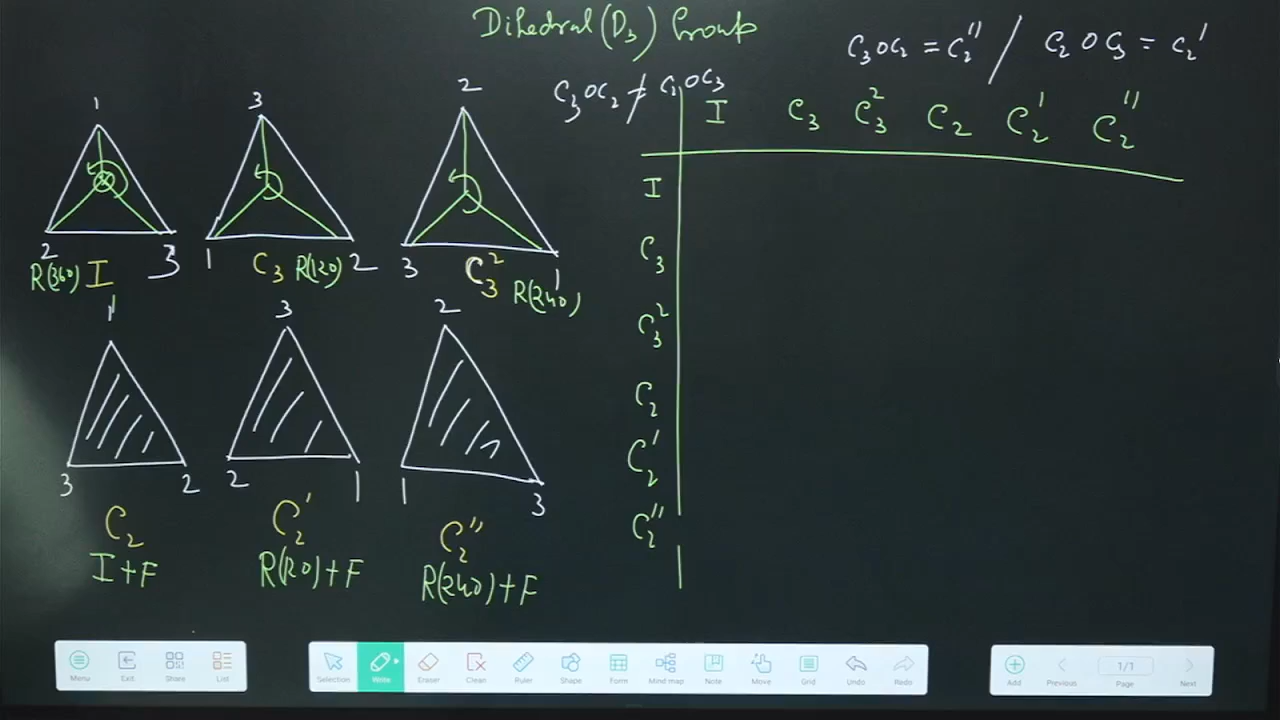 Dihedral (D₃) Group
C₃OC₂ = C₂'' / C₂OC₃ = C₂'
C₃OC₂ ≠ C₂OC₃
I C₃ C₃² C₂ C₂' C₂''
I
C₃
C₃²
C₂
C₂'
C₂''
1
2 3
R(360) I
3
1 2
C₃ R(120)
2
3 1
C₃² R(240)
1
3 2
C₂
I+F
3
2 1
C₂'
R(120)+F
2
1 3
C₂''
R(240)+F
Menu Exit Share List
Selection Write Eraser Clean Ruler Shape Form Mind map Note Move Grid Undo Redo
Add Previous 1/1 Page Next